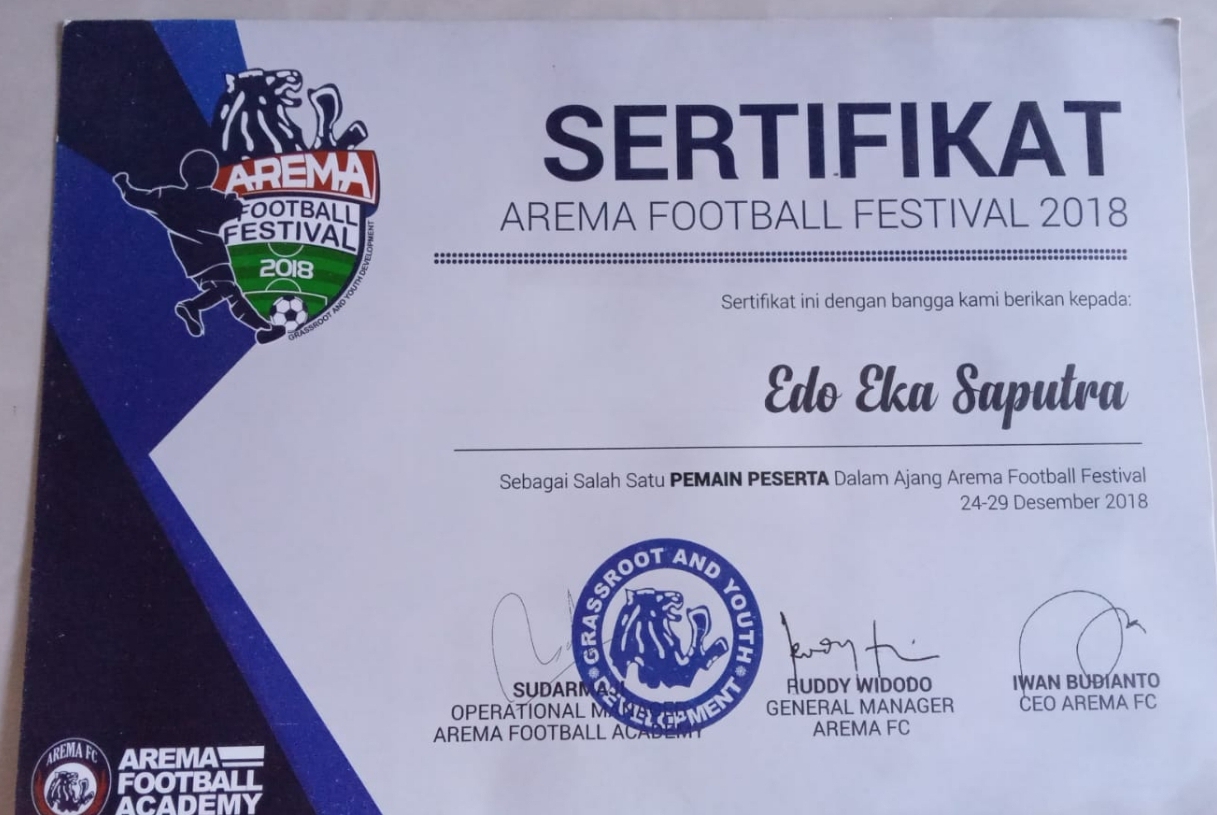 SERTIFIKAT
AREMA FOOTBALL FESTIVAL 2018
AREMA
FOOTBALL
FESTIVAL
2018
GRASSROOT AND YOUTH DEVELOPMENT
Sertifikat ini dengan bangga kami berikan kepada:
Edo Eka Saputra
Sebagai Salah Satu PEMAIN PESERTA Dalam Ajang Arema Football Festival
24-29 Desember 2018
GRASSROOT AND YOUTH
DEVELOPMENT
SUDARMAJI
OPERATIONAL MANAGER
AREMA FOOTBALL ACADEMY
RUDDY WIDODO
GENERAL MANAGER
AREMA FC
IWAN BUDIANTO
CEO AREMA FC
AREMA FC
AREMA
FOOTBALL
ACADEMY